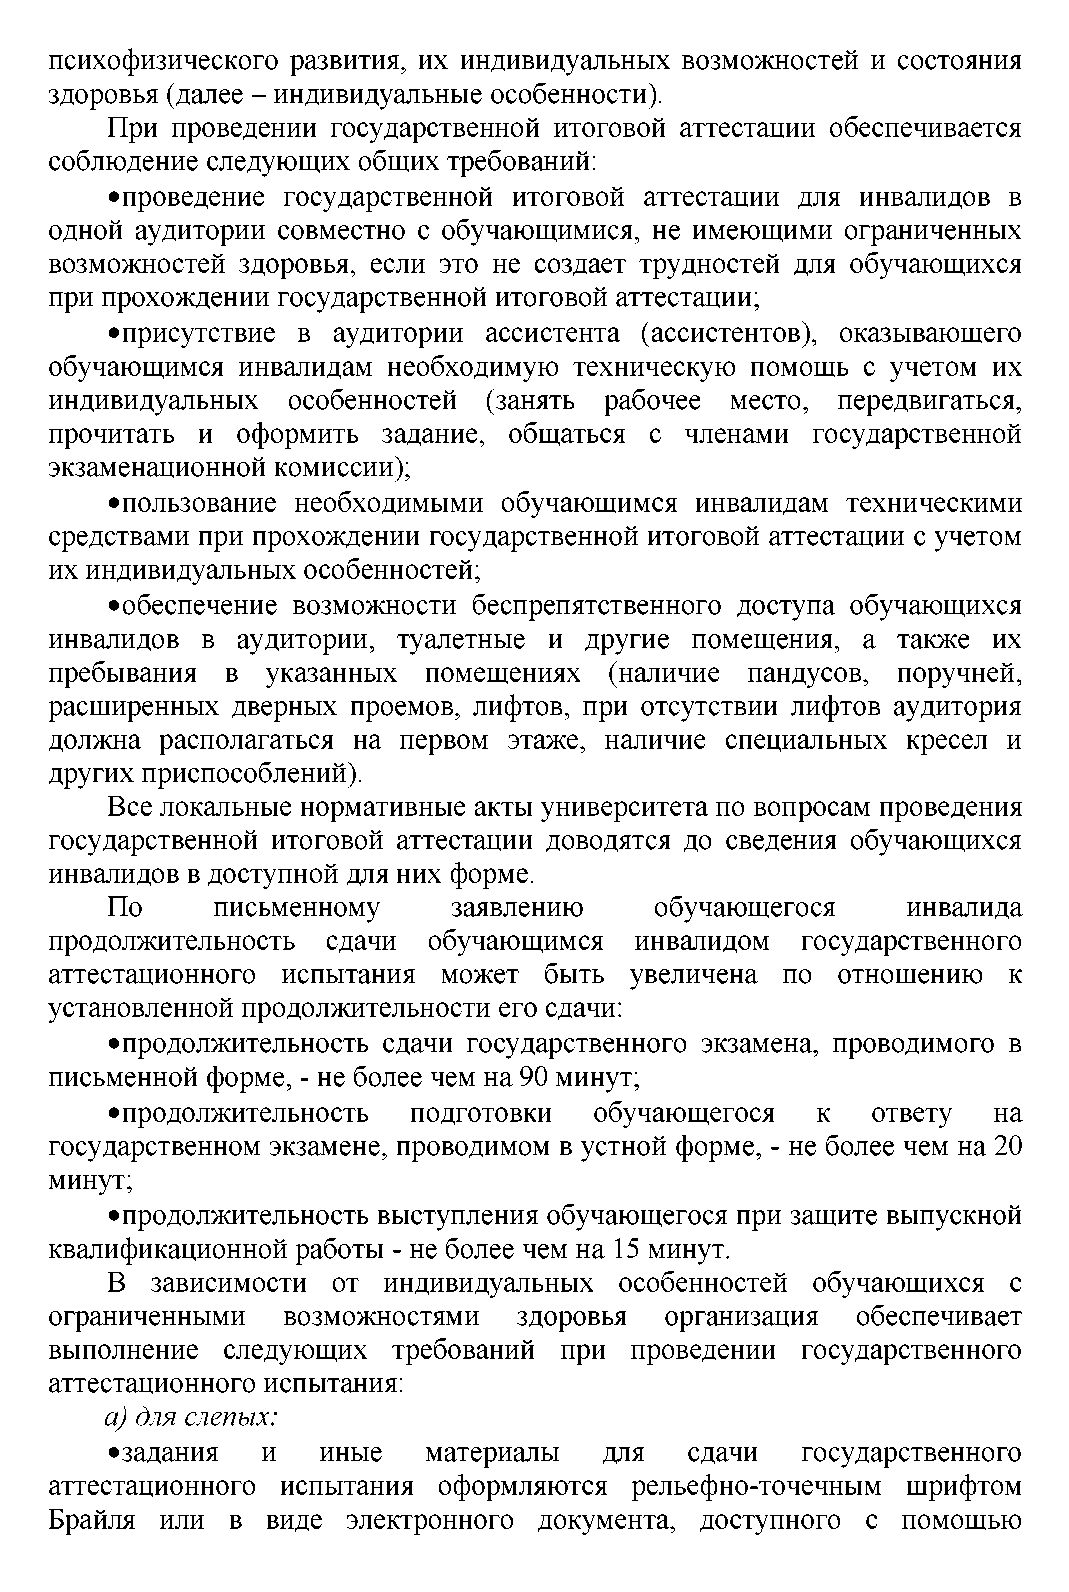 психофизического развития, их индивидуальных возможностей и состояния
здоровья (далее – индивидуальные особенности).
При проведении государственной итоговой аттестации обеспечивается
соблюдение следующих общих требований:
•проведение государственной итоговой аттестации для инвалидов в
одной аудитории совместно с обучающимися, не имеющими ограниченных
возможностей здоровья, если это не создает трудностей для обучающихся
при прохождении государственной итоговой аттестации;
•присутствие в аудитории ассистента (ассистентов), оказывающего
обучающимся инвалидам необходимую техническую помощь с учетом их
индивидуальных особенностей (занять рабочее место, передвигаться,
прочитать и оформить задание, общаться с членами государственной
экзаменационной комиссии);
•пользование необходимыми обучающимся инвалидам техническими
средствами при прохождении государственной итоговой аттестации с учетом
их индивидуальных особенностей;
•обеспечение возможности беспрепятственного доступа обучающихся
инвалидов в аудитории, туалетные и другие помещения, а также их
пребывания в указанных помещениях (наличие пандусов, поручней,
расширенных дверных проемов, лифтов, при отсутствии лифтов аудитория
должна располагаться на первом этаже, наличие специальных кресел и
других приспособлений).
Все локальные нормативные акты университета по вопросам проведения
государственной итоговой аттестации доводятся до сведения обучающихся
инвалидов в доступной для них форме.
По письменному заявлению обучающегося инвалида
продолжительность сдачи обучающимся инвалидом государственного
аттестационного испытания может быть увеличена по отношению к
установленной продолжительности его сдачи:
•продолжительность сдачи государственного экзамена, проводимого в
письменной форме, - не более чем на 90 минут;
•продолжительность подготовки обучающегося к ответу на
государственном экзамене, проводимом в устной форме, - не более чем на 20
минут;
•продолжительность выступления обучающегося при защите выпускной
квалификационной работы - не более чем на 15 минут.
В зависимости от индивидуальных особенностей обучающихся с
ограниченными возможностями здоровья организация обеспечивает
выполнение следующих требований при проведении государственного
аттестационного испытания:
а) для слепых:
•задания и иные материалы для сдачи государственного
аттестационного испытания оформляются рельефно-точечным шрифтом
Брайля или в виде электронного документа, доступного с помощью